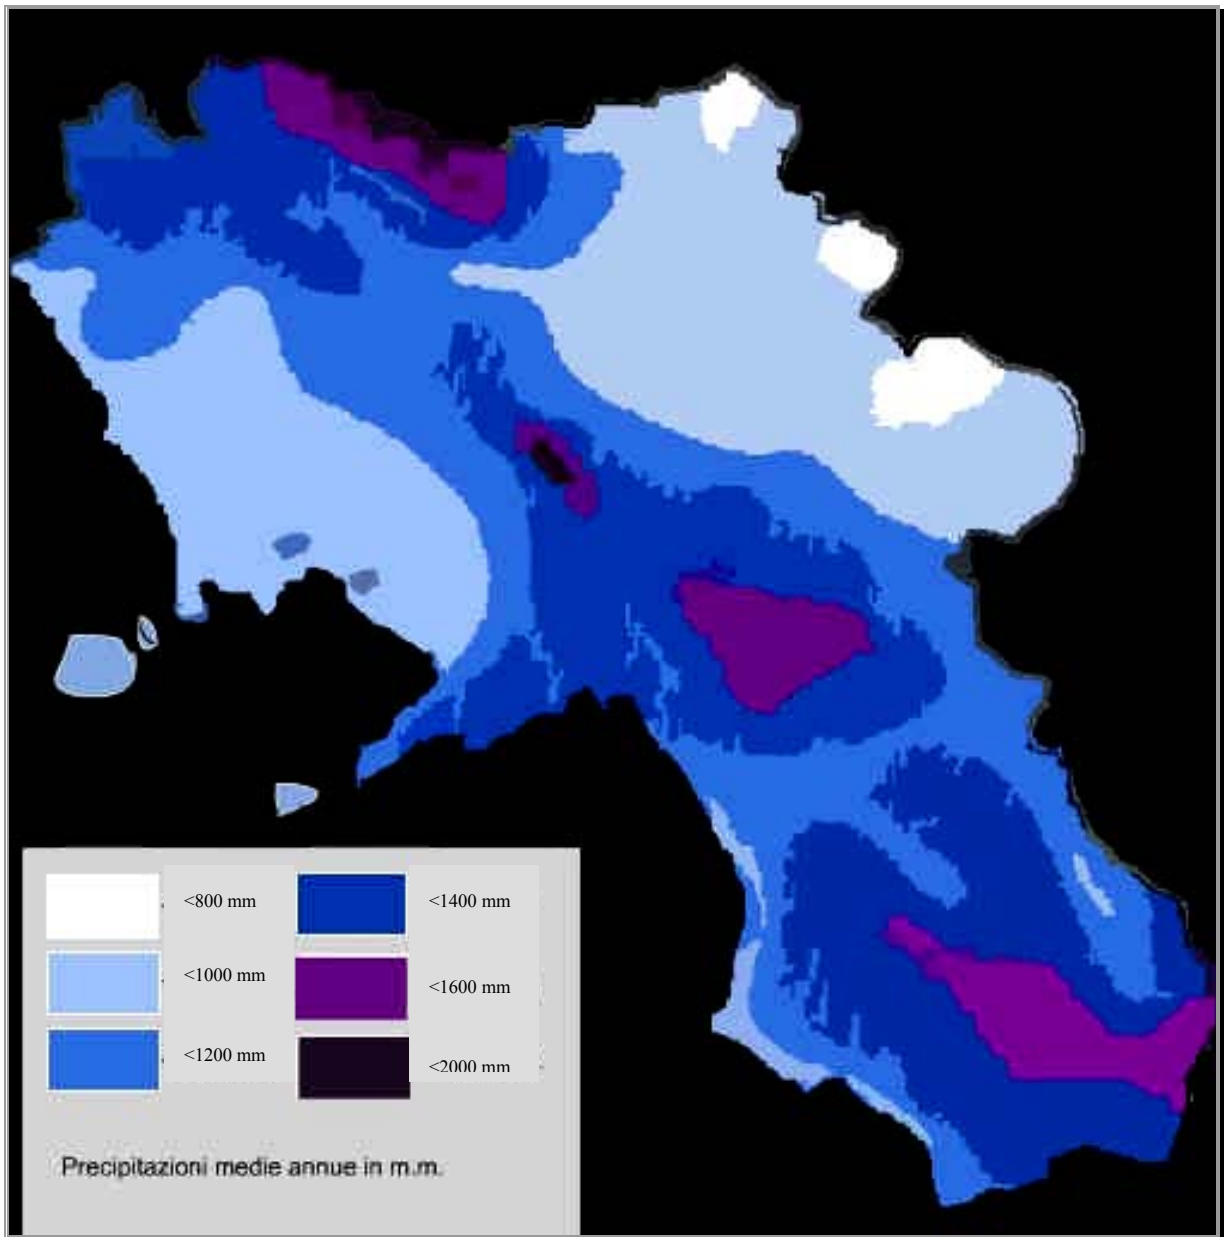 <800 mm
<1400 mm
<1000 mm
<1600 mm
<1200 mm
<2000 mm
Precipitazioni medie annue in m.m.